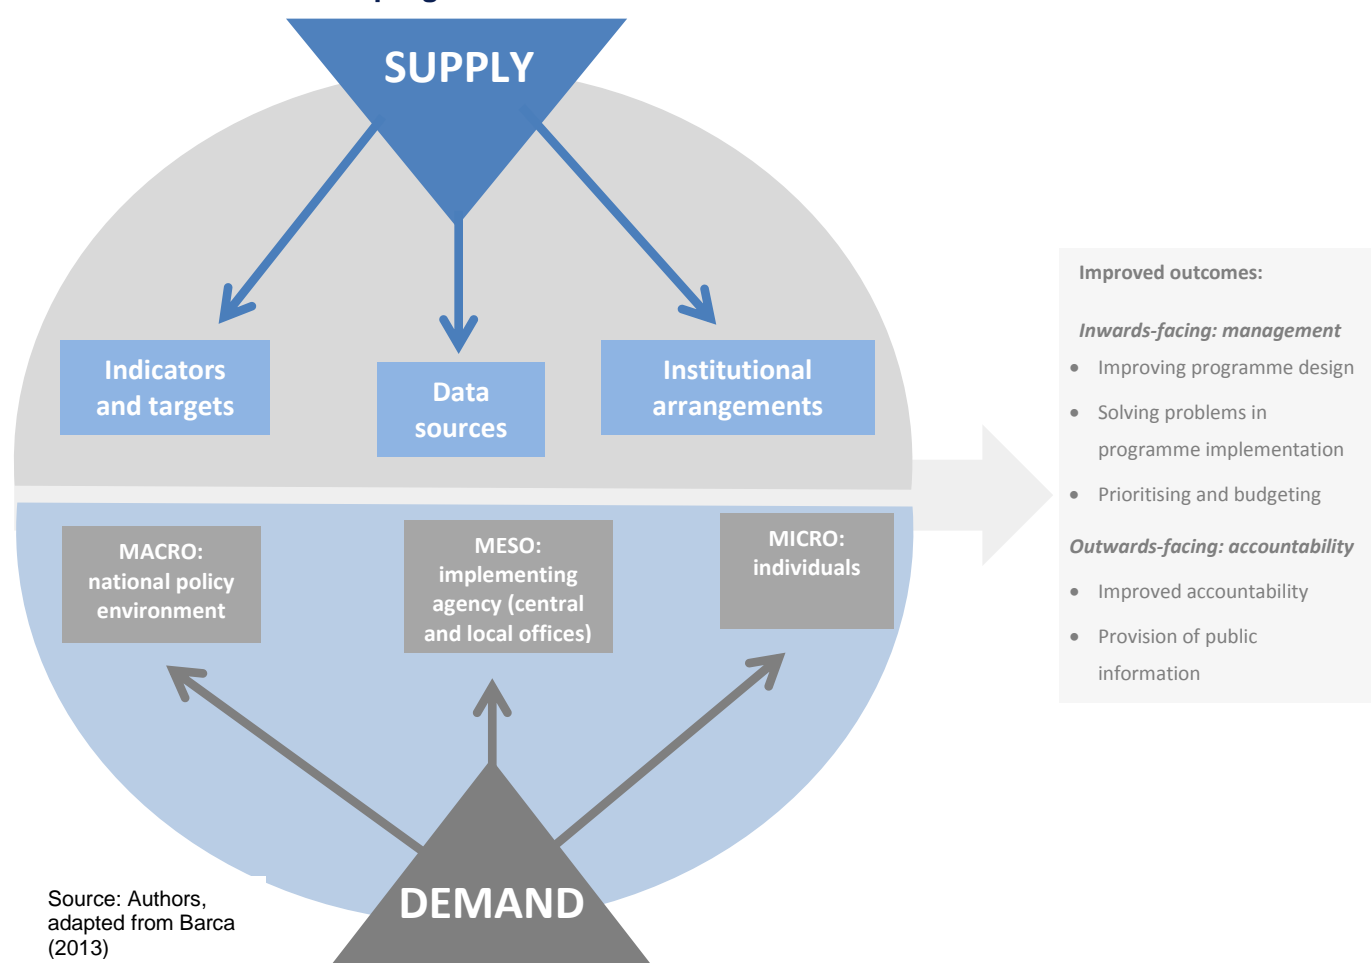 SUPPLY
Indicators
and targets
Data
sources
Institutional
arrangements
MACRO:
national policy
environment
MESO:
implementing
agency (central
and local offices)
MICRO:
individuals
DEMAND
Improved outcomes:
Inwards-facing: management
• Improving programme design
• Solving problems in
programme implementation
• Prioritising and budgeting
Outwards-facing: accountability
• Improved accountability
• Provision of public
information
Source: Authors,
adapted from Barca
(2013)